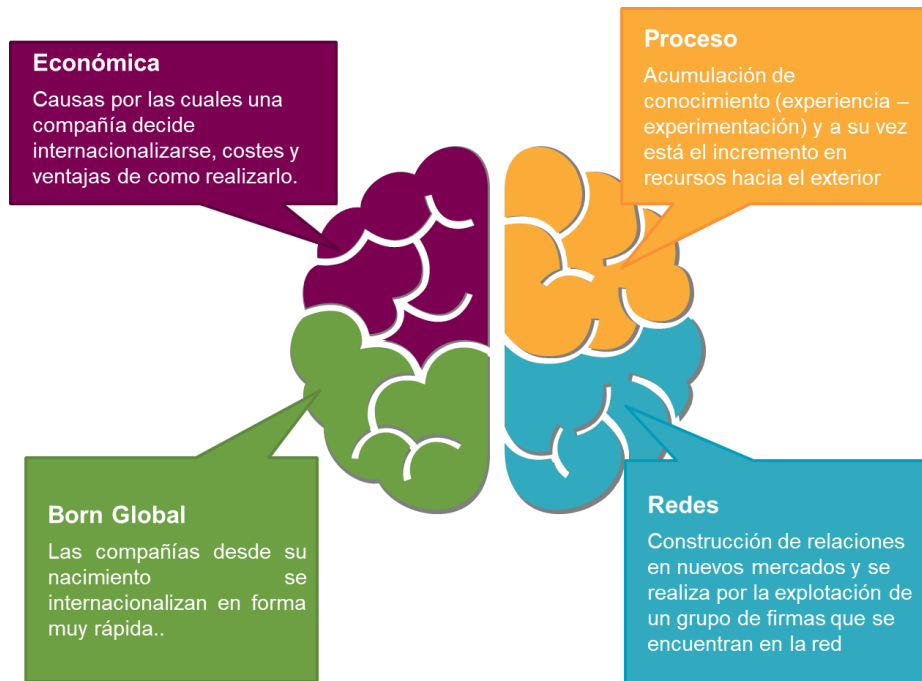 Económica
Causas por las cuales una
compañía decide
internacionalizarse, costes y
ventajas de como realizarlo.
Proceso
Acumulación de
conocimiento (experiencia –
experimentación) y a su vez
está el incremento en
recursos hacia el exterior
Born Global
Las compañías desde su
nacimiento se
internacionalizan en forma
muy rápida..
Redes
Construcción de relaciones
en nuevos mercados y se
realiza por la explotación de
un grupo de firmas que se
encuentran en la red